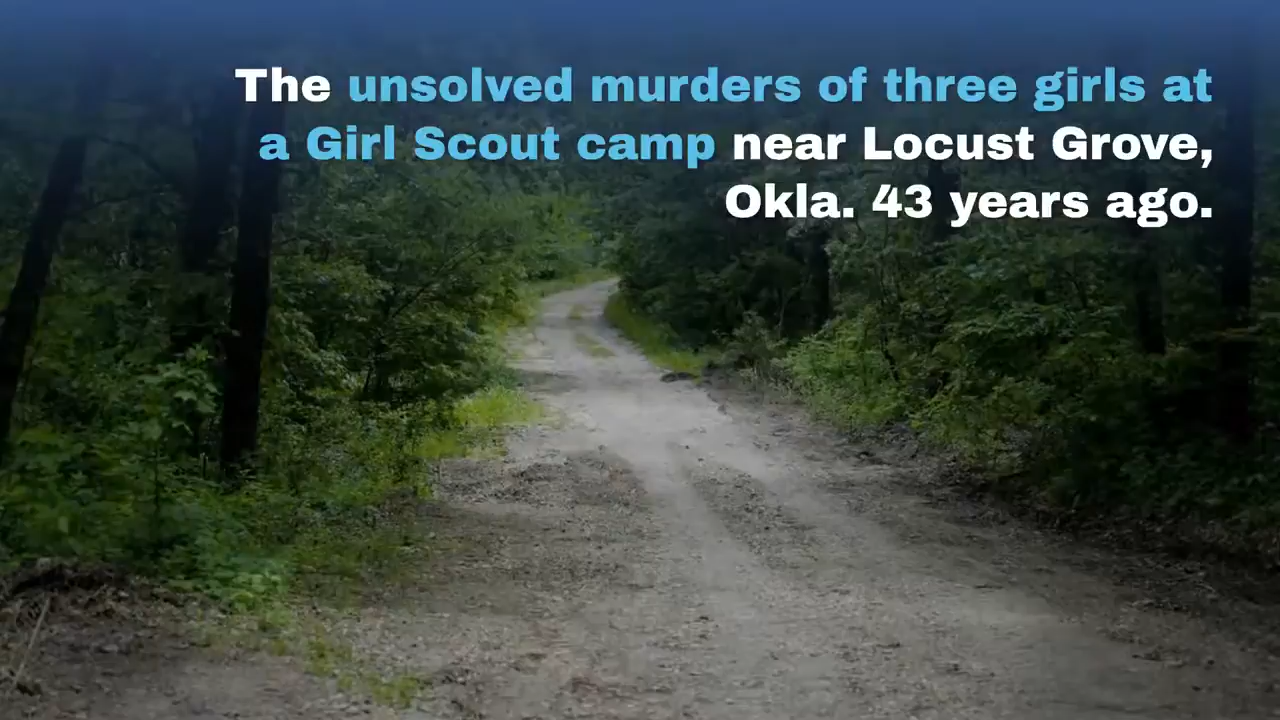 The unsolved murders of three girls at
a Girl Scout camp near Locust Grove,
Okla. 43 years ago.